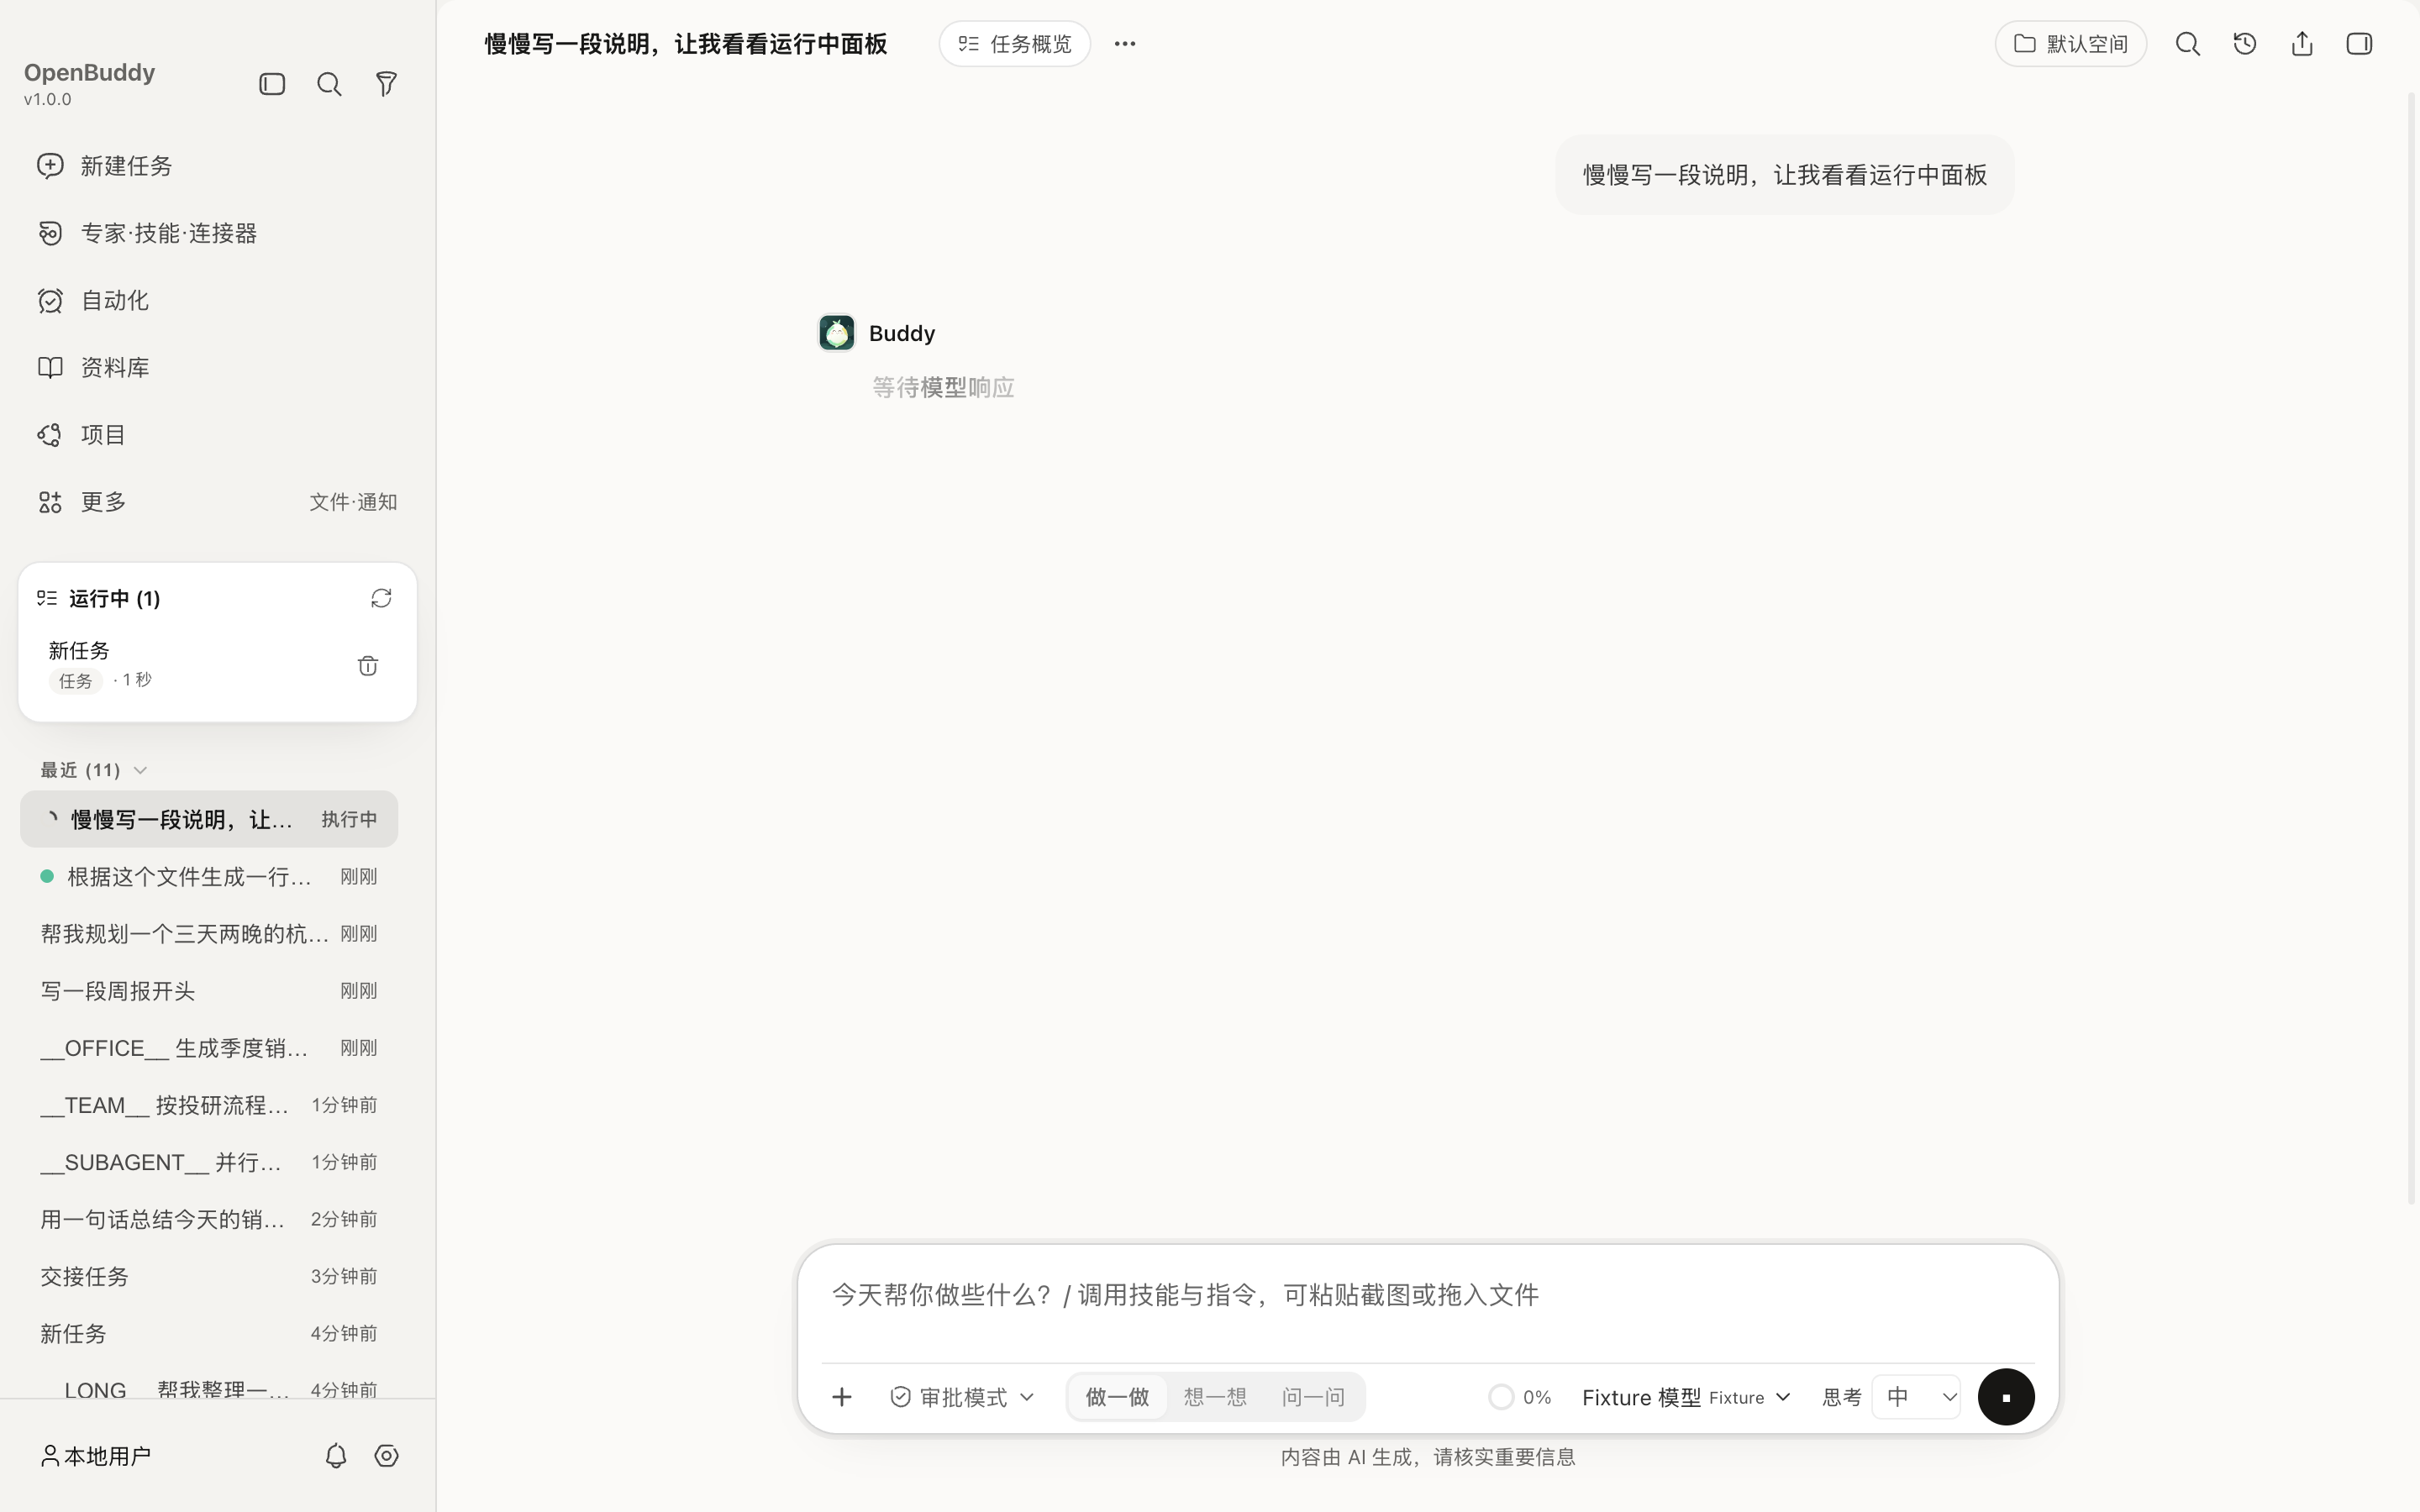 OpenBuddy
v1.0.0
新建任务
专家·技能·连接器
自动化
资料库
项目
更多 文件·通知
运行中 (1)
新任务
任务 · 1 秒
最近 (11)
慢慢写一段说明，让… 执行中
根据这个文件生成一行… 刚刚
帮我规划一个三天两晚的杭… 刚刚
写一段周报开头 刚刚
__OFFICE__ 生成季度销… 刚刚
__TEAM__ 按投研流程… 1分钟前
__SUBAGENT__ 并行… 1分钟前
用一句话总结今天的销… 2分钟前
交接任务 3分钟前
新任务 4分钟前
__LONG__ 帮我整理一… 4分钟前
本地用户
慢慢写一段说明，让我看看运行中面板 任务概览
默认空间
慢慢写一段说明，让我看看运行中面板
Buddy
等待模型响应
今天帮你做些什么？/ 调用技能与指令，可粘贴截图或拖入文件
审批模式 做一做 想一想 问一问 0% Fixture 模型 Fixture 思考 中
内容由 AI 生成，请核实重要信息